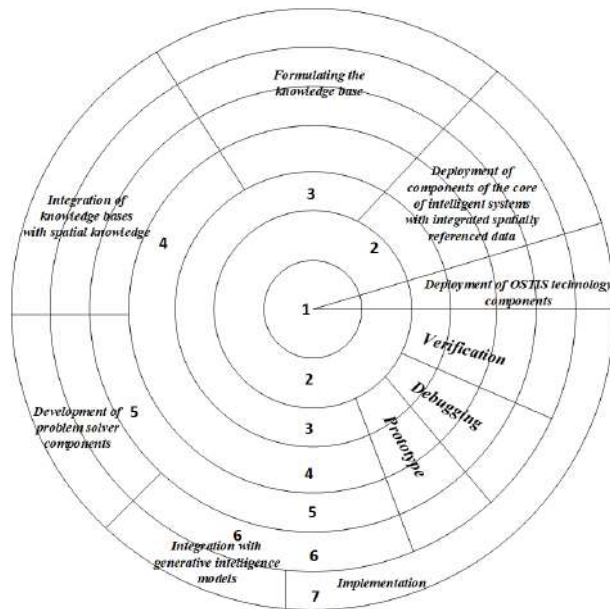 Formulating the
knowledge base
Deployment of
components of the core
of intelligent systems
with integrated spatially
referenced data
Integration of
knowledge bases
with spatial knowledge
3
2
4
Deployment of OSTIS technology
components
1
Verification
2
Debugging
Development of
problem solver
components
5
3
Prototype
4
5
6
Integration with
generative intelligence
models
6
7
Implementation